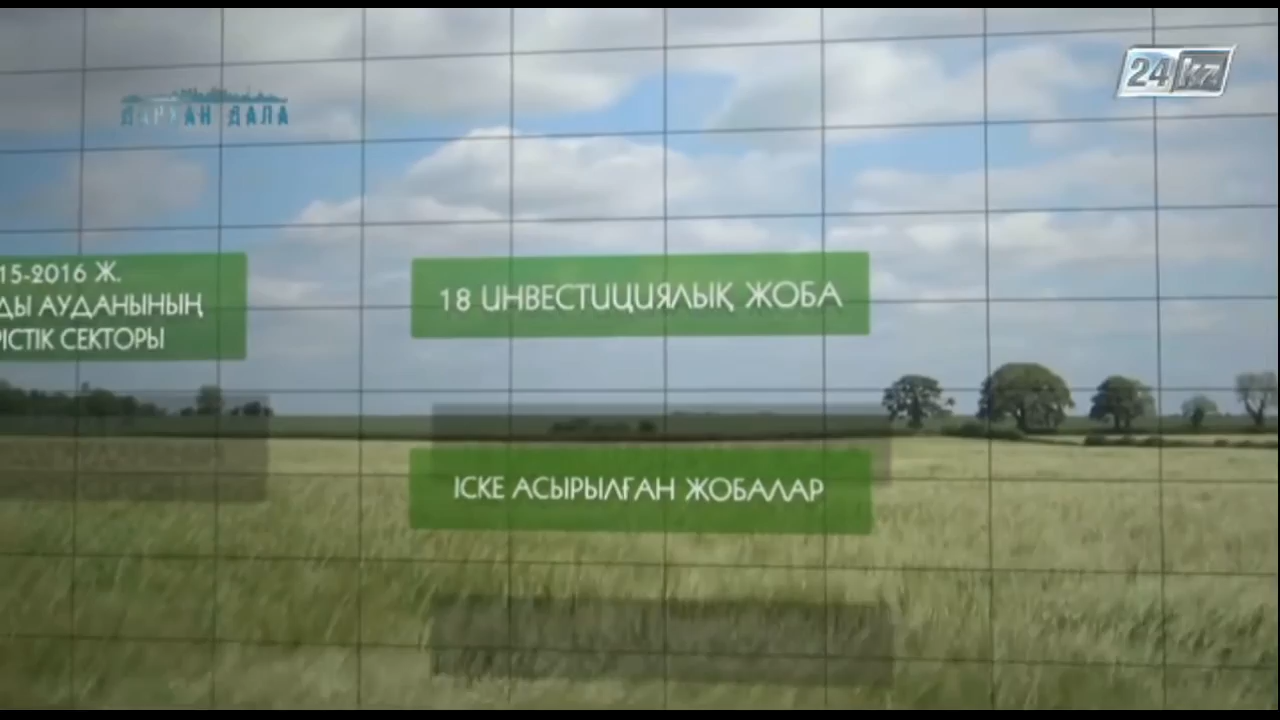 24 kz
ДАРХАН ДАЛА
15-2016 Ж.
ДЫ АУДАНЫНЫҢ
ІСТІК СЕКТОРЫ
18 ИНВЕСТИЦИЯЛЫҚ ЖОБА
ІСКЕ АСЫРЫЛҒАН ЖОБАЛАР